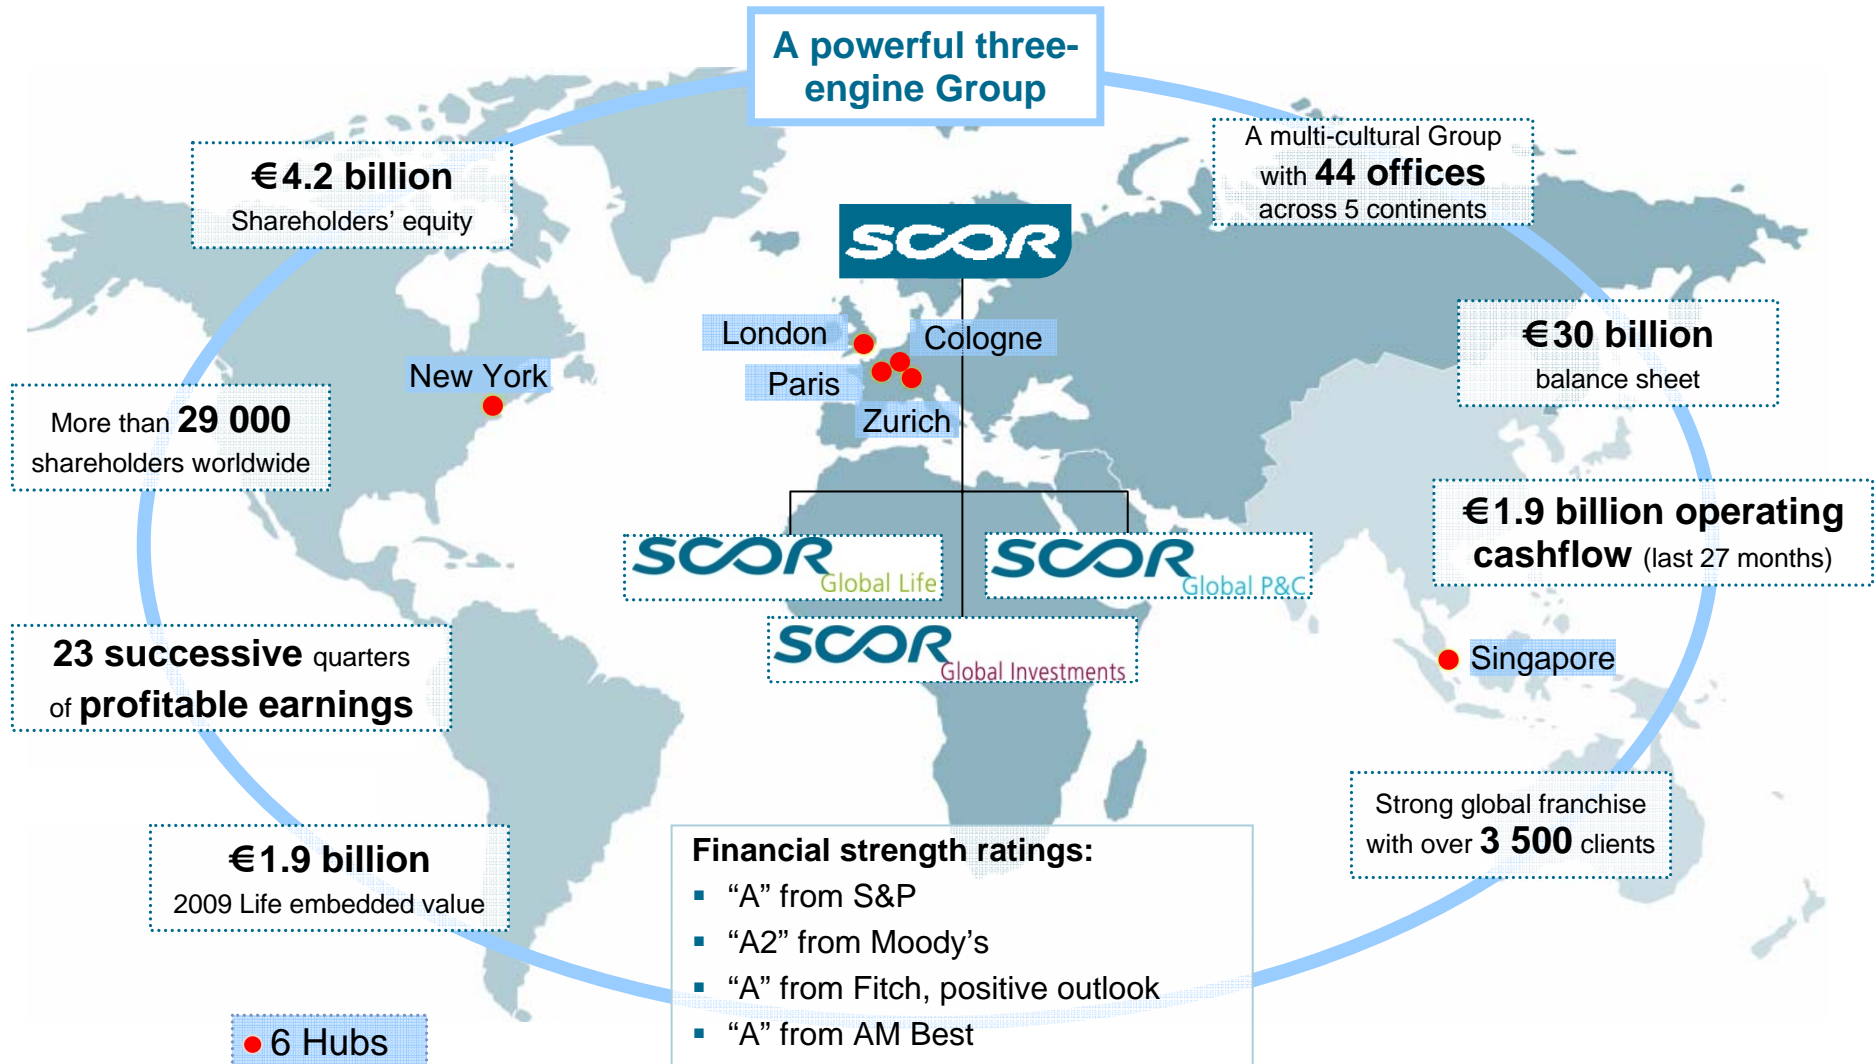 A powerful three-
engine Group
€4.2 billion
Shareholders’ equity
A multi-cultural Group
with 44 offices
across 5 continents
SCOR
London
Cologne
Paris
Zurich
New York
€30 billion
balance sheet
More than 29 000
shareholders worldwide
€1.9 billion operating
cashflow (last 27 months)
SCOR
Global Life
SCOR
Global P&C
SCOR
Global Investments
23 successive quarters
of profitable earnings
Singapore
€1.9 billion
2009 Life embedded value
Strong global franchise
with over 3 500 clients
Financial strength ratings:
▪ “A” from S&P
▪ “A2” from Moody’s
▪ “A” from Fitch, positive outlook
▪ “A” from AM Best
6 Hubs